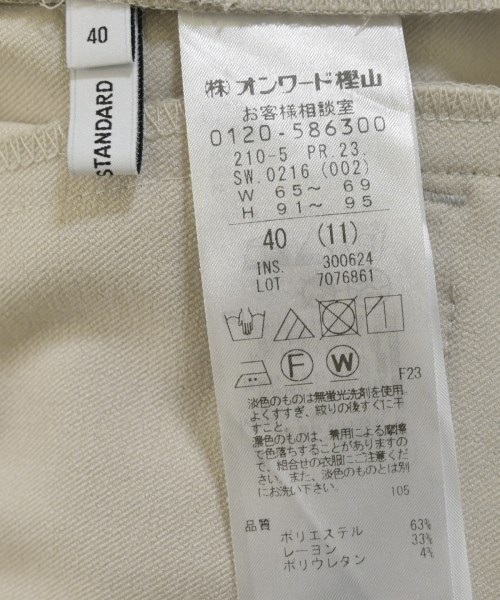 40
STANDARD
(株) オンワード樫山
お客様相談室
0120-586300
210-5 PR.23.
SW.0216 (002)
W 65~ 69
H 91~ 95
40 (11)
INS. 300624
LOT 7076861
F W
F23
淡色のものは無蛍光洗剤を使用、
よくすすぎ、絞りの後すぐに干
すこと。
濃色のものは、着用による摩擦
で色落ちすることがありますの
で、組合せの衣服にご注意くだ
さい。また、淡色のものとは別
にお洗い下さい。
105
品質
ポリエステル 63%
レーヨン 33%
ポリウレタン 4%